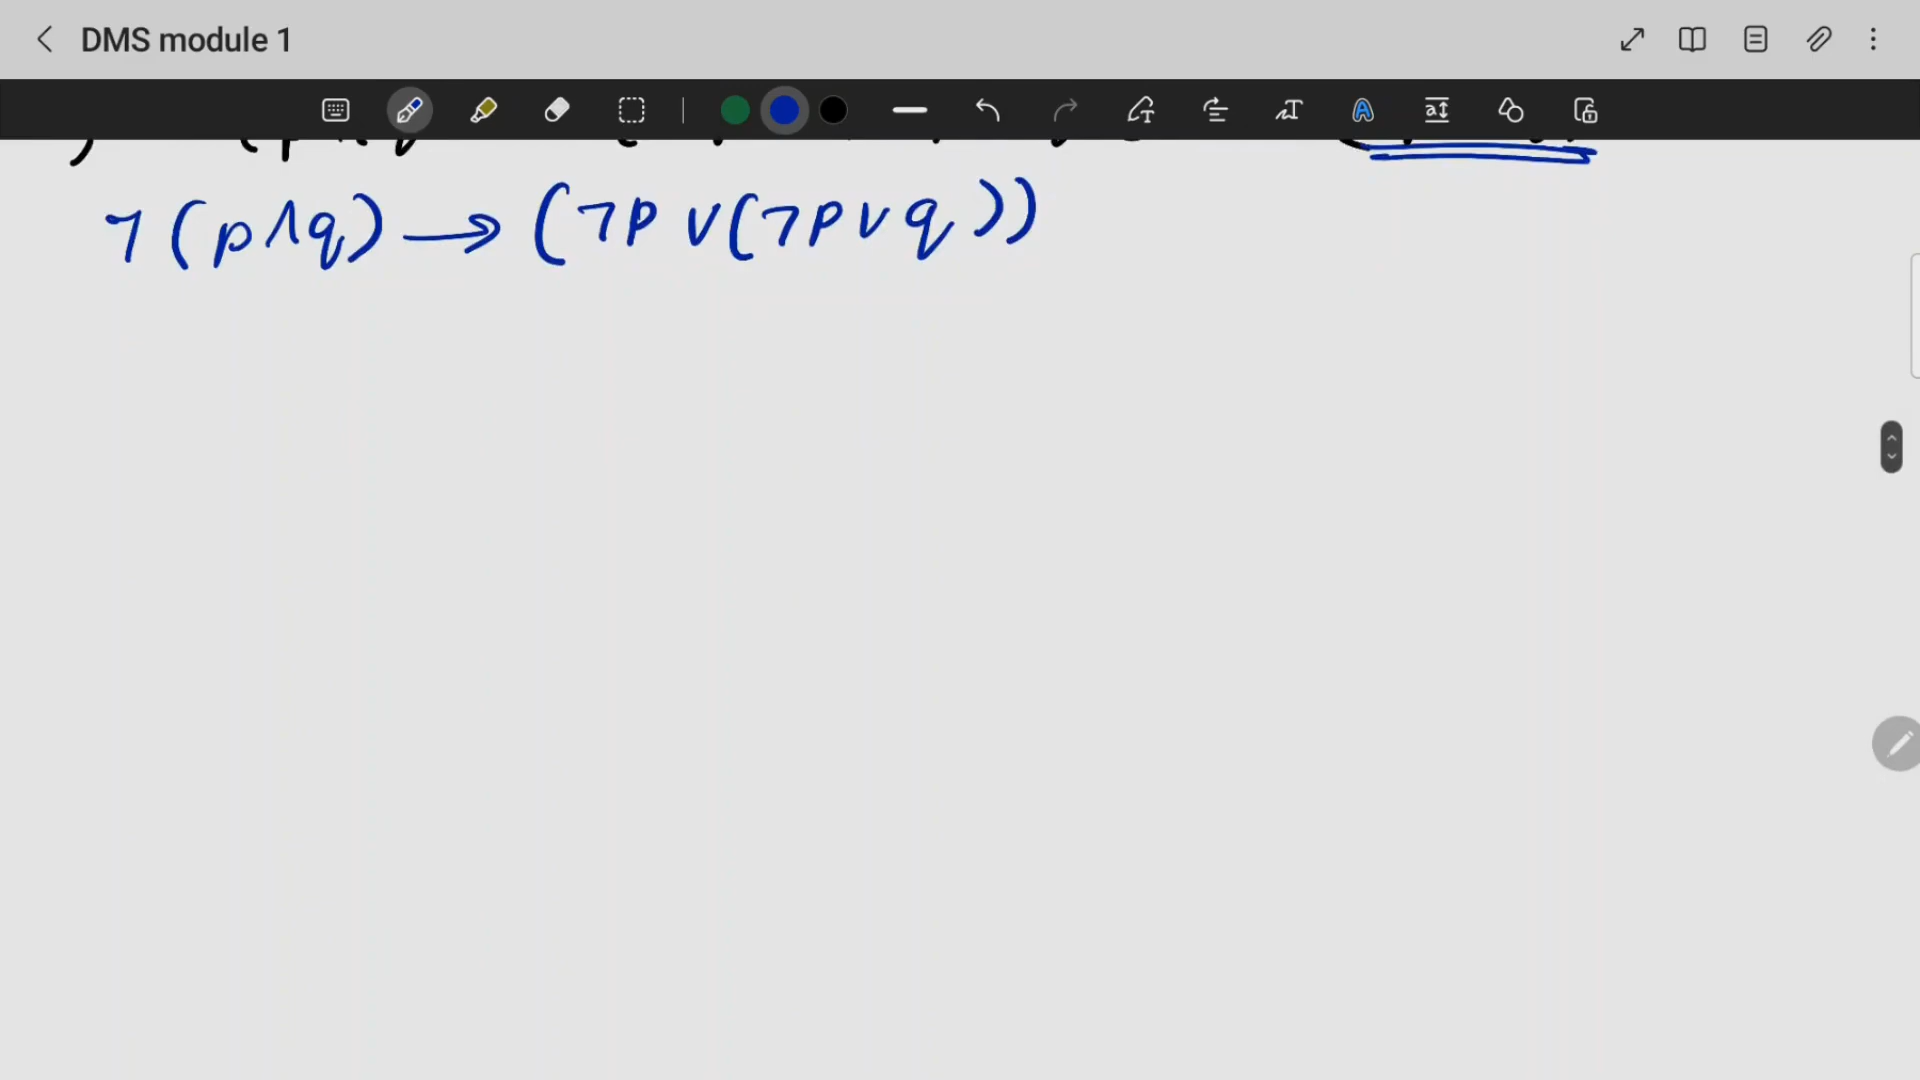 DMS module 1
¬(p∧q) → (¬p ∨ (¬p ∨ q))